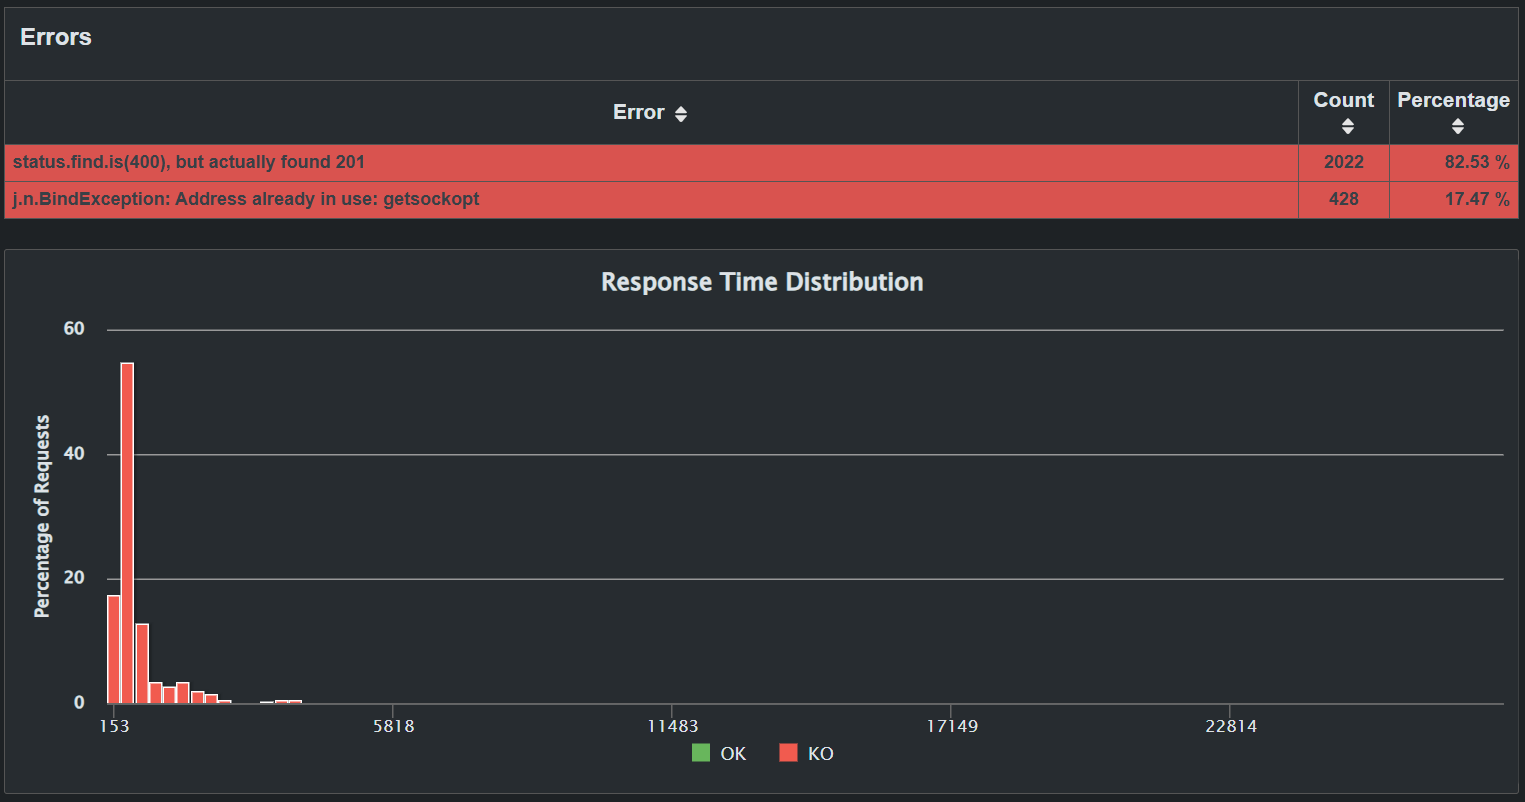 Errors
Error Count Percentage
status.find.is(400), but actually found 201 2022 82.53 %
j.n.BindException: Address already in use: getsockopt 428 17.47 %
Response Time Distribution
Percentage of Requests
60
40
20
0
153 5818 11483 17149 22814
OK KO